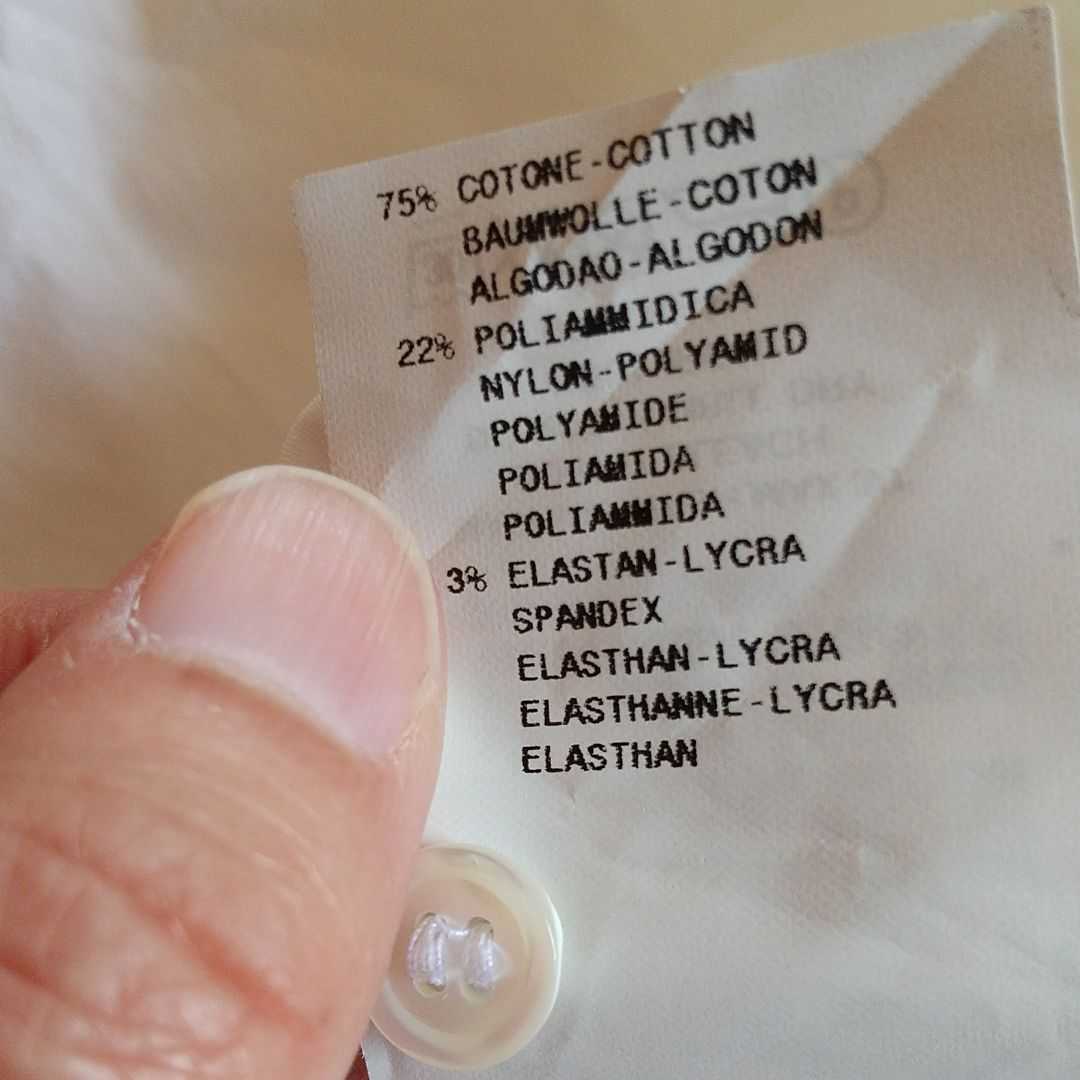 75% COTONE-COTTON
BAUMWOLLE-COTON
ALGODAO-ALGODON
22% POLIAMMIDICA
NYLON-POLYAMID
POLYAMIDE
POLIAMIDA
POLIAMMIDA
3% ELASTAN-LYCRA
SPANDEX
ELASTHAN-LYCRA
ELASTHANNE-LYCRA
ELASTHAN